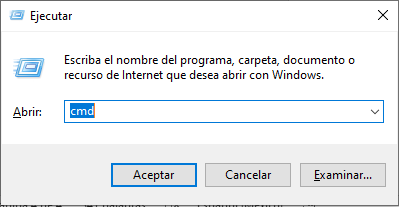 Ejecutar
Escriba el nombre del programa, carpeta, documento o
recurso de Internet que desea abrir con Windows.
Abrir:
cmd
Aceptar
Cancelar
Examinar...